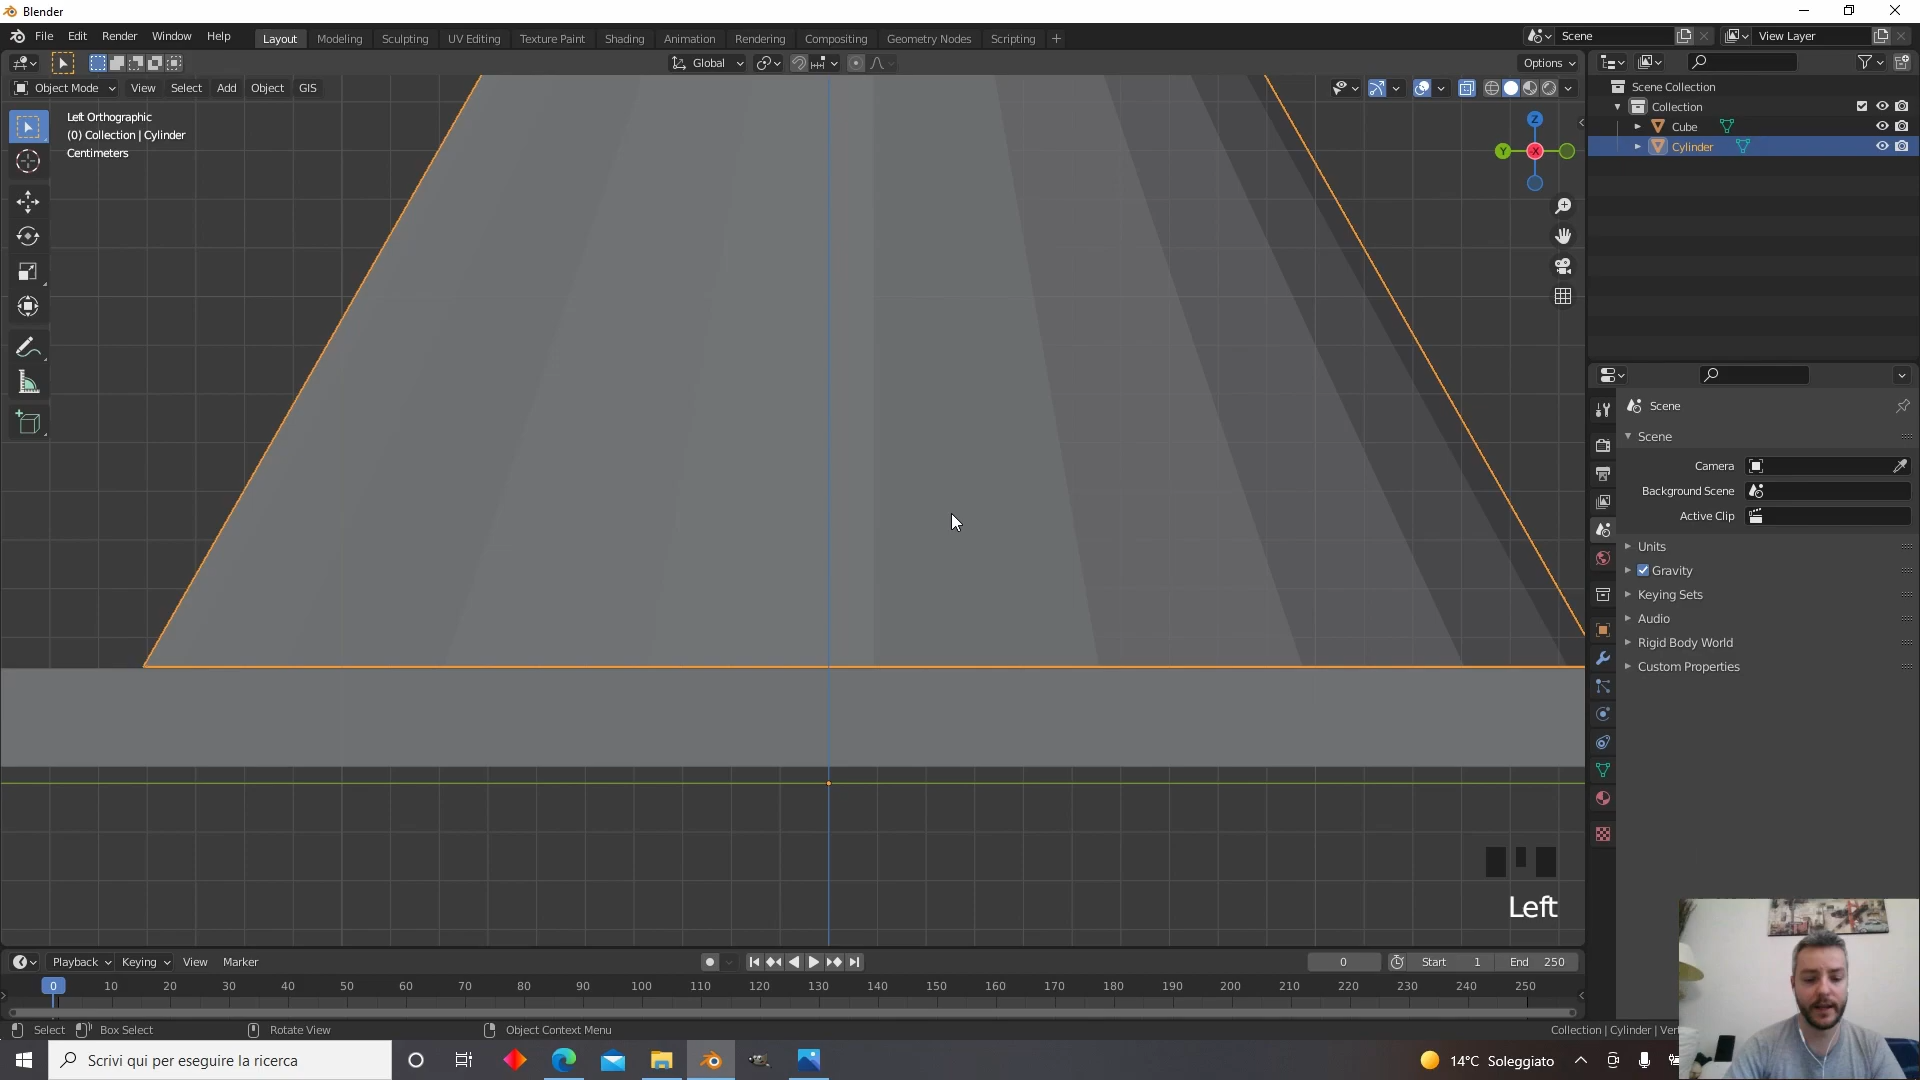 Blender
File Edit Render Window Help Layout Modeling Sculpting UV Editing Texture Paint Shading Animation Rendering Compositing Geometry Nodes Scripting + Scene View Layer
Global Options
Object Mode View Select Add Object GIS
Left Orthographic
(0) Collection | Cylinder
Centimeters
Z
Y
X
Scene Collection
Collection
Cube
Cylinder
Scene
Scene
Camera
Background Scene
Active Clip
Units
Gravity
Keying Sets
Audio
Rigid Body World
Custom Properties
Left
Playback Keying View Marker 0 Start 1 End 250
0 10 20 30 40 50 60 70 80 90 100 110 120 130 140 150 160 170 180 190 200 210 220 230 240 250
Select Box Select Rotate View Object Context Menu Collection | Cylinder | Ver
Scrivi qui per eseguire la ricerca 14°C Soleggiato